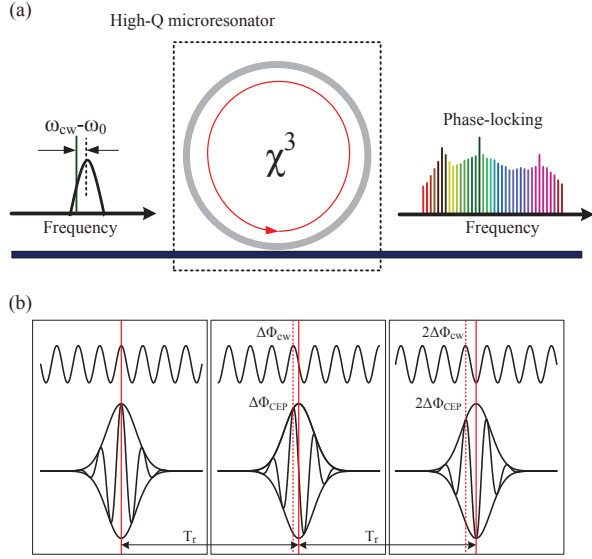 (a)
High-Q microresonator
ω_cw-ω_0
χ^3
Phase-locking
Frequency
Frequency
(b)
ΔΦ_cw
2ΔΦ_cw
ΔΦ_CEP
2ΔΦ_CEP
T_r
T_r